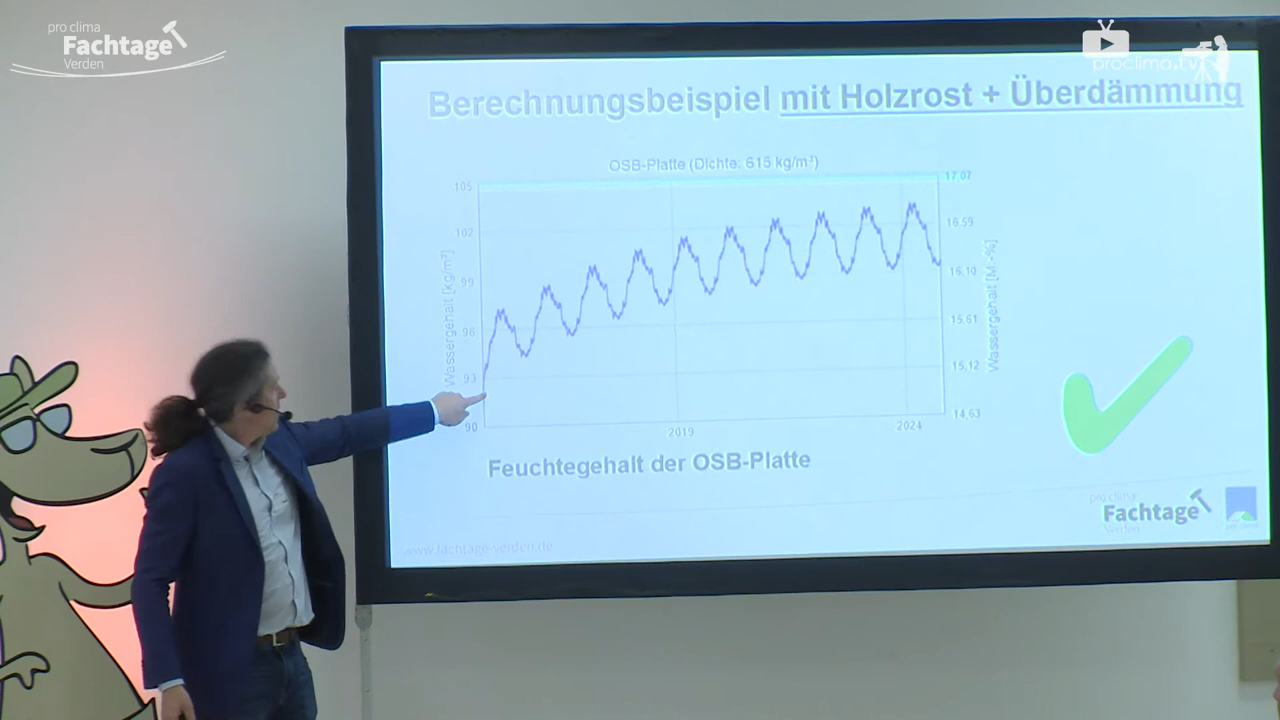 pro clima
Fachtage
Verden
proclima.tv
Berechnungsbeispiel mit Holzrost + Überdämmung
OSB-Platte (Dichte: 615 kg/m³)
105
102
99
96
93
90
Wassergehalt [kg/m³]
17,07
16,59
16,10
15,61
15,12
14,63
Wassergehalt [M.-%]
2019
2024
Feuchtegehalt der OSB-Platte
www.fachtage-verden.de
pro clima
Fachtage
Verden